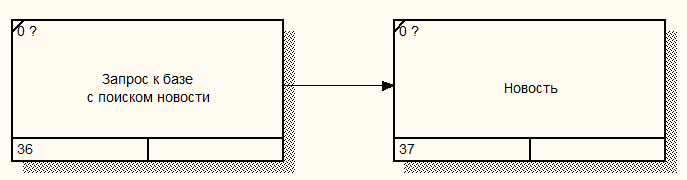 0 ?
Запрос к базе
с поиском новости
36
0 ?
Новость
37